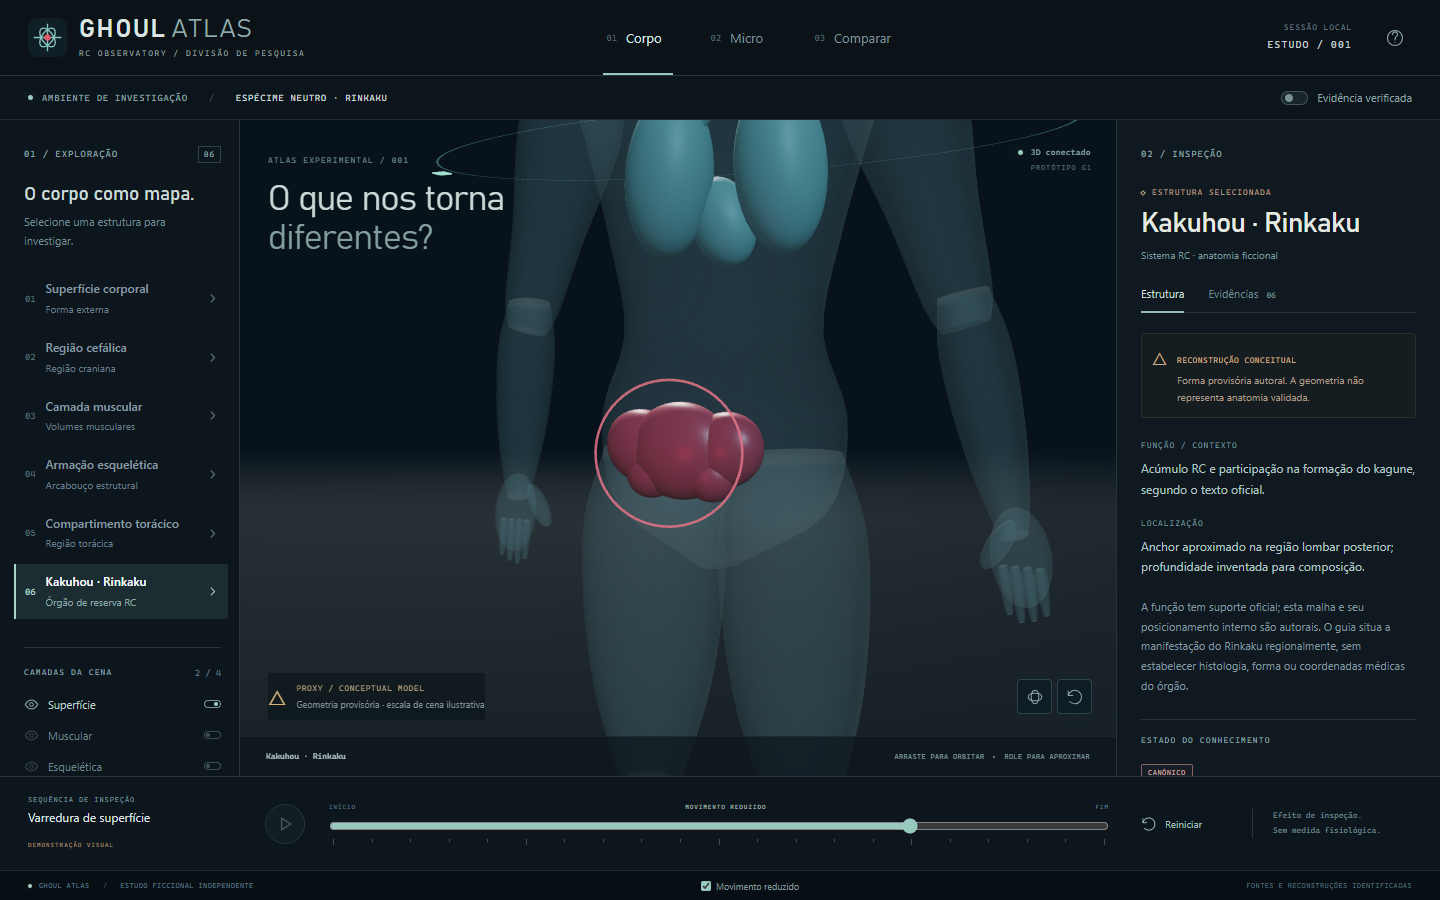 GHOUL ATLAS
RC OBSERVATORY / DIVISÃO DE PESQUISA
01 Corpo
02 Micro
03 Comparar
SESSÃO LOCAL
ESTUDO / 001
AMBIENTE DE INVESTIGAÇÃO / ESPÉCIME NEUTRO · RINKAKU
Evidência verificada
01 / EXPLORAÇÃO
06
O corpo como mapa.
Selecione uma estrutura para
investigar.
01 Superfície corporal
Forma externa
02 Região cefálica
Região craniana
03 Camada muscular
Volumes musculares
04 Armação esquelética
Arcabouço estrutural
05 Compartimento torácico
Região torácica
06 Kakuhou · Rinkaku
Órgão de reserva RC
CAMADAS DA CENA 2 / 4
Superfície
Muscular
Esquelética
ATLAS EXPERIMENTAL / 001
O que nos torna
diferentes?
3D conectado
PROTÓTIPO G1
PROXY / CONCEPTUAL MODEL
Geometria provisória · escala de cena ilustrativa
Kakuhou · Rinkaku
ARRASTE PARA ORBITAR • ROLE PARA APROXIMAR
02 / INSPEÇÃO
ESTRUTURA SELECIONADA
Kakuhou · Rinkaku
Sistema RC · anatomia ficcional
Estrutura
Evidências 06
RECONSTRUÇÃO CONCEITUAL
Forma provisória autoral. A geometria não
representa anatomia validada.
FUNÇÃO / CONTEXTO
Acúmulo RC e participação na formação do kagune,
segundo o texto oficial.
LOCALIZAÇÃO
Anchor aproximado na região lombar posterior;
profundidade inventada para composição.
A função tem suporte oficial; esta malha e seu
posicionamento interno são autorais. O guia situa a
manifestação do Rinkaku regionalmente, sem
estabelecer histologia, forma ou coordenadas médicas
do órgão.
ESTADO DO CONHECIMENTO
CANÔNICO
SEQUÊNCIA DE INSPEÇÃO
Varredura de superfície
DEMONSTRAÇÃO VISUAL
INÍCIO
MOVIMENTO REDUZIDO
FIM
Reiniciar
Efeito de inspeção.
Sem medida fisiológica.
GHOUL ATLAS / ESTUDO FICCIONAL INDEPENDENTE
Movimento reduzido
FONTES E RECONSTRUÇÕES IDENTIFICADAS